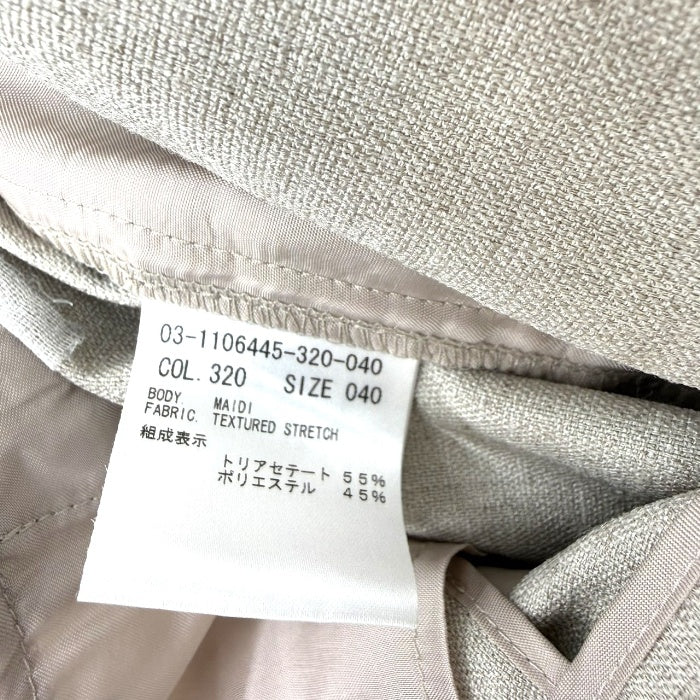 03-1106445-320-040
COL. 320 SIZE 040
BODY. MAIDI
FABRIC. TEXTURED STRETCH
組成表示
トリアセテート 55%
ポリエステル 45%